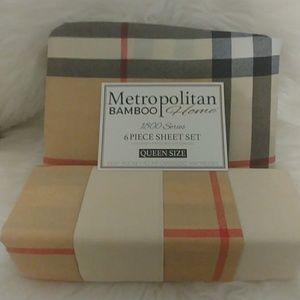 Metropolitan
BAMBOO Home
1800 Series
6 PIECE SHEET SET
QUEEN SIZE